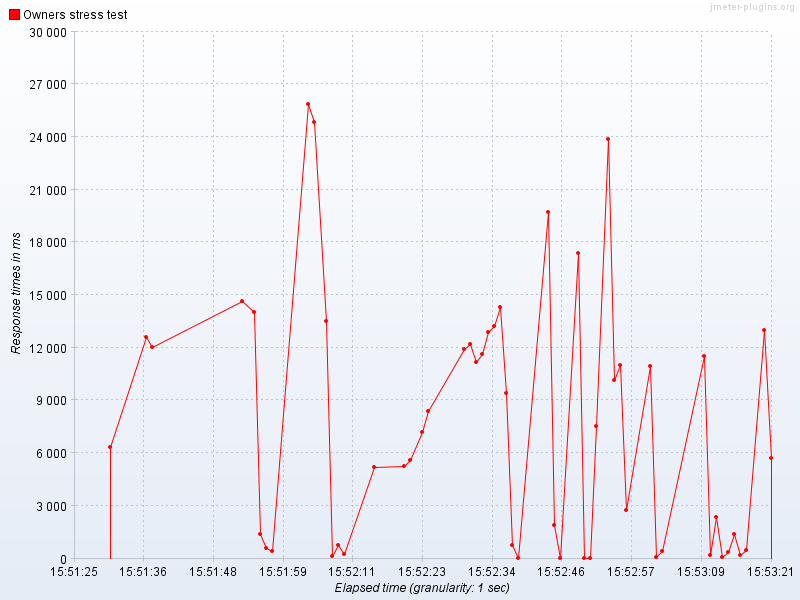 jmeter-plugins.org
Owners stress test
30 000
27 000
24 000
21 000
18 000
15 000
12 000
9 000
6 000
3 000
0
Response times in ms
15:51:25 15:51:36 15:51:48 15:51:59 15:52:11 15:52:23 15:52:34 15:52:46 15:52:57 15:53:09 15:53:21
Elapsed time (granularity: 1 sec)